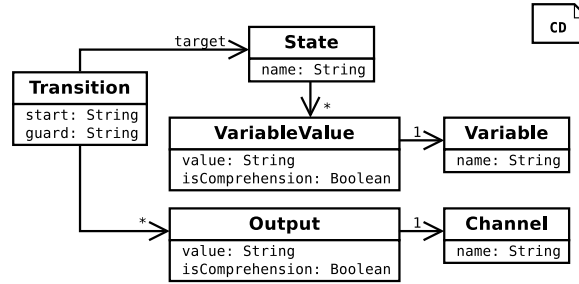 CD
target
State
name: String
Transition
start: String
guard: String
*
VariableValue
value: String
isComprehension: Boolean
1
Variable
name: String
*
Output
value: String
isComprehension: Boolean
1
Channel
name: String